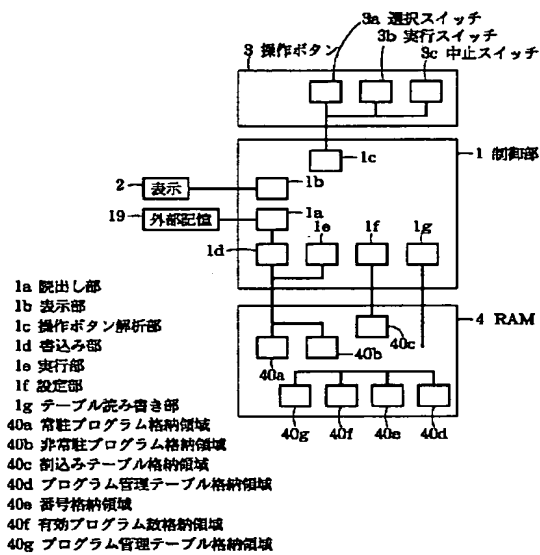 3a 選択スイッチ
3b 実行スイッチ
3c 中止スイッチ
3 操作ボタン
1c
1 制御部
2
表示
1b
19
外部記憶
1a
1d
1e
1f
1g
4 RAM
40a
40b
40c
40g
40f
40e
40d
1a 読出し部
1b 表示部
1c 操作ボタン解析部
1d 書込み部
1e 実行部
1f 設定部
1g テーブル読み書き部
40a 常駐プログラム格納領域
40b 非常駐プログラム格納領域
40c 割込みテーブル格納領域
40d プログラム管理テーブル格納領域
40e 番号格納領域
40f 有効プログラム数格納領域
40g プログラム管理テーブル格納領域